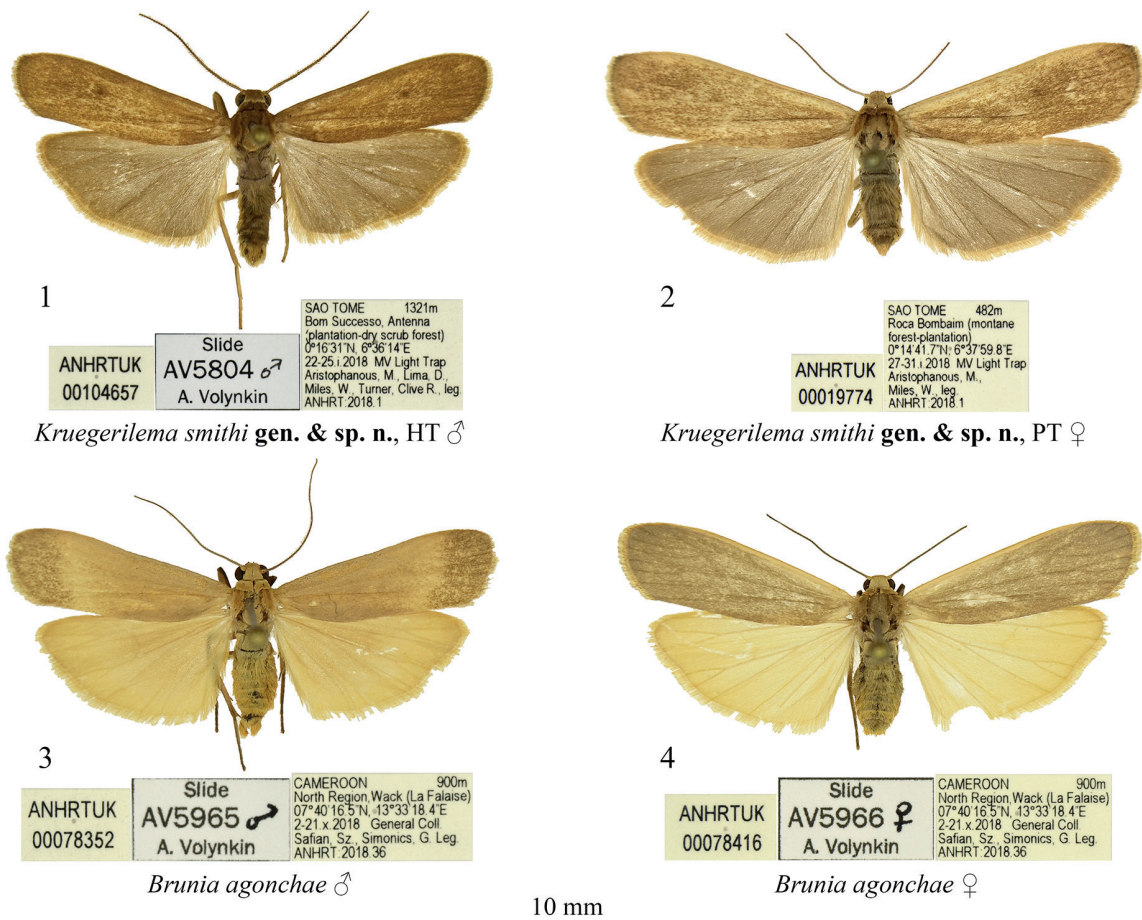 1
ANHRTUK
00104657
Slide
AV5804 ♂
A. Volynkin
SAO TOME 1321m
Bom Successo, Antenna
(plantation-dry scrub forest)
0°16'31"N, 6°36'14"E
22-25.i.2018 MV Light Trap
Aristophanous, M., Lima, D.,
Miles, W., Turner, Clive R., leg.
ANHRT:2018.1
Kruegerilema smithi gen. & sp. n., HT ♂
2
ANHRTUK
00019774
SAO TOME 482m
Roca Bombaim (montane
forest-plantation)
0°14'41.7"N, 6°37'59.8"E
27-31.i.2018 MV Light Trap
Aristophanous, M.,
Miles, W., leg.
ANHRT:2018.1
Kruegerilema smithi gen. & sp. n., PT ♀
3
ANHRTUK
00078352
Slide
AV5965 ♂
A. Volynkin
CAMEROON 900m
North Region, Wack (La Falaise)
07°40'16.5"N, 13°33'18.4"E
2-21.x.2018 General Coll.
Safian, Sz., Simonics, G. Leg.
ANHRT:2018.36
Brunia agonchae ♂
4
ANHRTUK
00078416
Slide
AV5966 ♀
A. Volynkin
CAMEROON 900m
North Region, Wack (La Falaise)
07°40'16.5"N, 13°33'18.4"E
2-21.x.2018 General Coll.
Safian, Sz., Simonics, G. Leg.
ANHRT:2018.36
Brunia agonchae ♀
10 mm